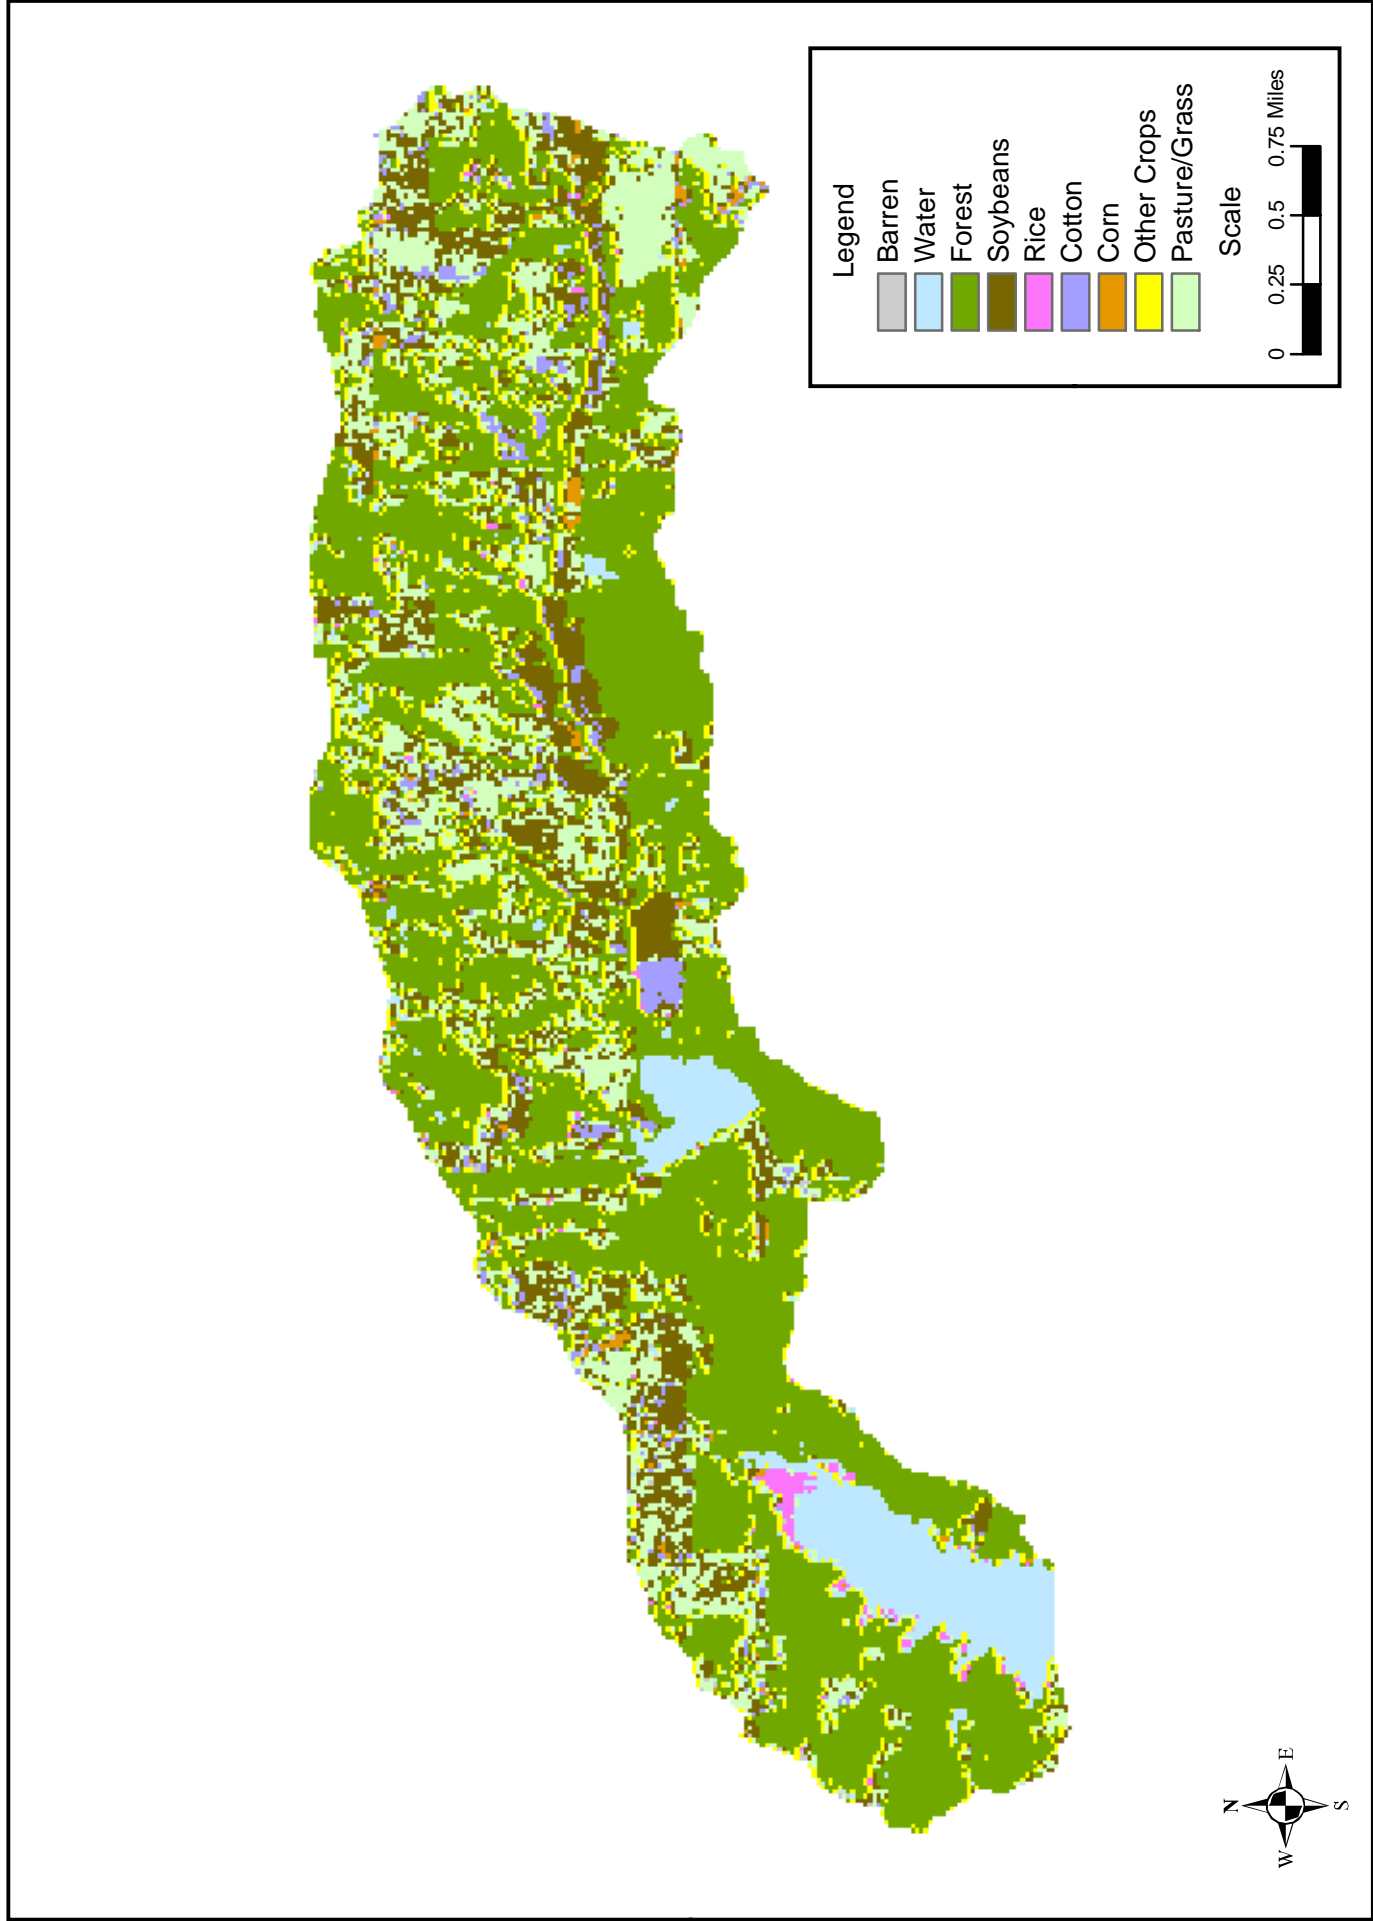 Legend
Barren
Water
Forest
Soybeans
Rice
Cotton
Corn
Other Crops
Pasture/Grass
Scale
0 0.25 0.5 0.75 Miles
N
W E
S